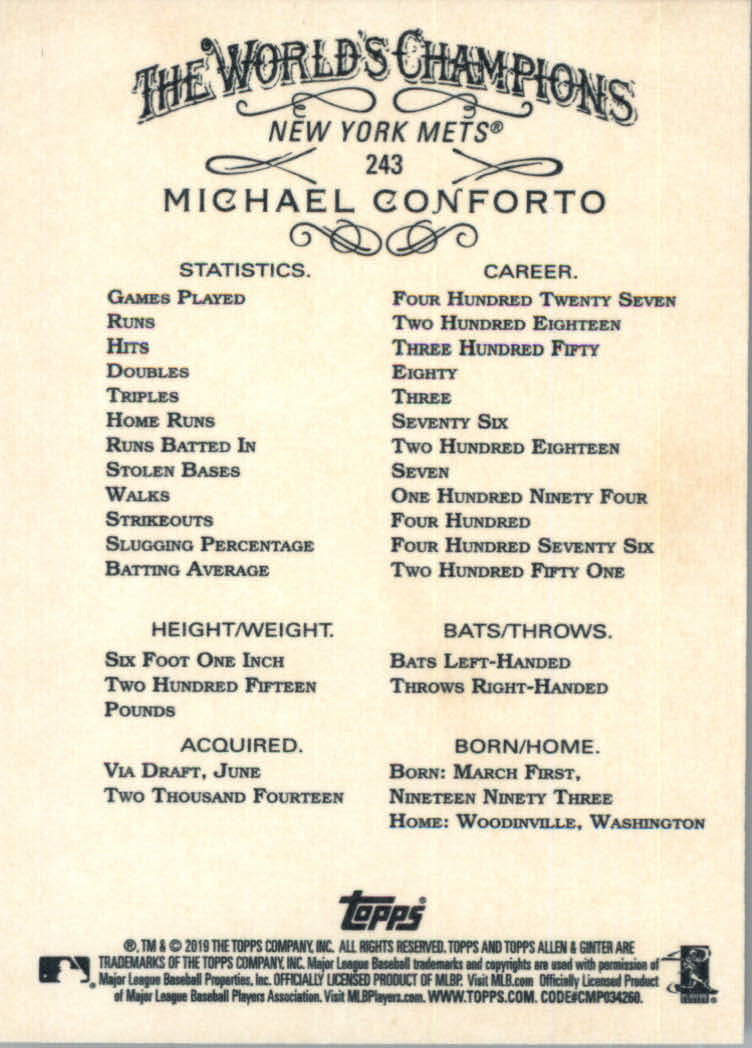 THE WORLD'S CHAMPIONS
NEW YORK METS®
243
MICHAEL CONFORTO
STATISTICS. CAREER.
GAMES PLAYED FOUR HUNDRED TWENTY SEVEN
RUNS TWO HUNDRED EIGHTEEN
HITS THREE HUNDRED FIFTY
DOUBLES EIGHTY
TRIPLES THREE
HOME RUNS SEVENTY SIX
RUNS BATTED IN TWO HUNDRED EIGHTEEN
STOLEN BASES SEVEN
WALKS ONE HUNDRED NINETY FOUR
STRIKEOUTS FOUR HUNDRED
SLUGGING PERCENTAGE FOUR HUNDRED SEVENTY SIX
BATTING AVERAGE TWO HUNDRED FIFTY ONE
HEIGHT/WEIGHT.
SIX FOOT ONE INCH
TWO HUNDRED FIFTEEN
POUNDS
BATS/THROWS.
BATS LEFT-HANDED
THROWS RIGHT-HANDED
ACQUIRED.
VIA DRAFT, JUNE
TWO THOUSAND FOURTEEN
BORN/HOME.
BORN: MARCH FIRST,
NINETEEN NINETY THREE
HOME: WOODINVILLE, WASHINGTON
topps®
®, TM & © 2019 THE TOPPS COMPANY, INC. ALL RIGHTS RESERVED. TOPPS AND TOPPS ALLEN & GINTER ARE
TRADEMARKS OF THE TOPPS COMPANY, INC. Major League Baseball trademarks and copyrights are used with permission of
Major League Baseball Properties, Inc. OFFICIALLY LICENSED PRODUCT OF MLBP. Visit MLB.com Officially Licensed Product
of Major League Baseball Players Association. Visit MLBPlayers.com. WWW.TOPPS.COM. CODE#CMP034260.